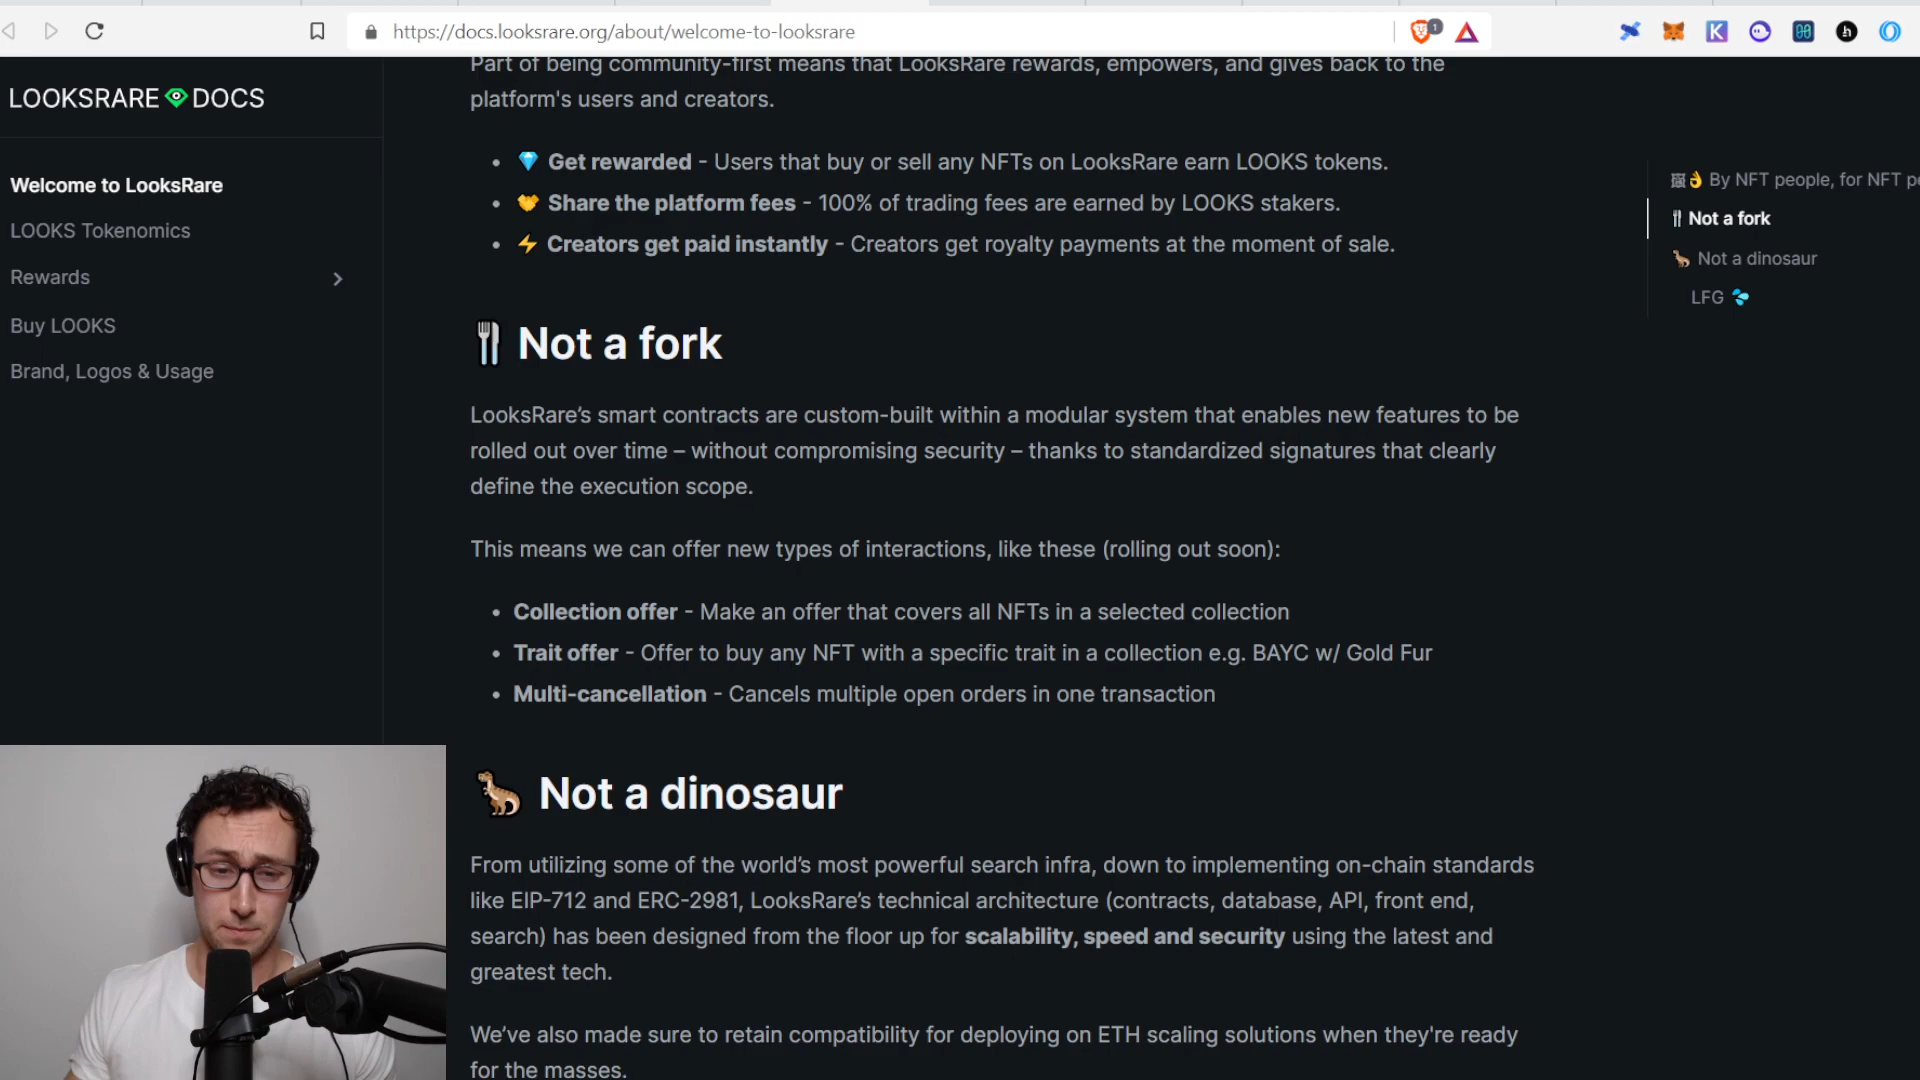 https://docs.looksrare.org/about/welcome-to-looksrare
1
K
LOOKSRARE DOCS
Welcome to LooksRare
LOOKS Tokenomics
Rewards
Buy LOOKS
Brand, Logos & Usage
Part of being community-first means that LooksRare rewards, empowers, and gives back to the
platform's users and creators.
• 💎 Get rewarded - Users that buy or sell any NFTs on LooksRare earn LOOKS tokens.
• 🤝 Share the platform fees - 100% of trading fees are earned by LOOKS stakers.
• ⚡ Creators get paid instantly - Creators get royalty payments at the moment of sale.
🍴 Not a fork
LooksRare’s smart contracts are custom-built within a modular system that enables new features to be
rolled out over time – without compromising security – thanks to standardized signatures that clearly
define the execution scope.
This means we can offer new types of interactions, like these (rolling out soon):
• Collection offer - Make an offer that covers all NFTs in a selected collection
• Trait offer - Offer to buy any NFT with a specific trait in a collection e.g. BAYC w/ Gold Fur
• Multi-cancellation - Cancels multiple open orders in one transaction
🦖 Not a dinosaur
From utilizing some of the world’s most powerful search infra, down to implementing on-chain standards
like EIP-712 and ERC-2981, LooksRare’s technical architecture (contracts, database, API, front end,
search) has been designed from the floor up for scalability, speed and security using the latest and
greatest tech.
We’ve also made sure to retain compatibility for deploying on ETH scaling solutions when they're ready
for the masses.
By NFT people, for NFT pe
🍴 Not a fork
🦖 Not a dinosaur
LFG 💦